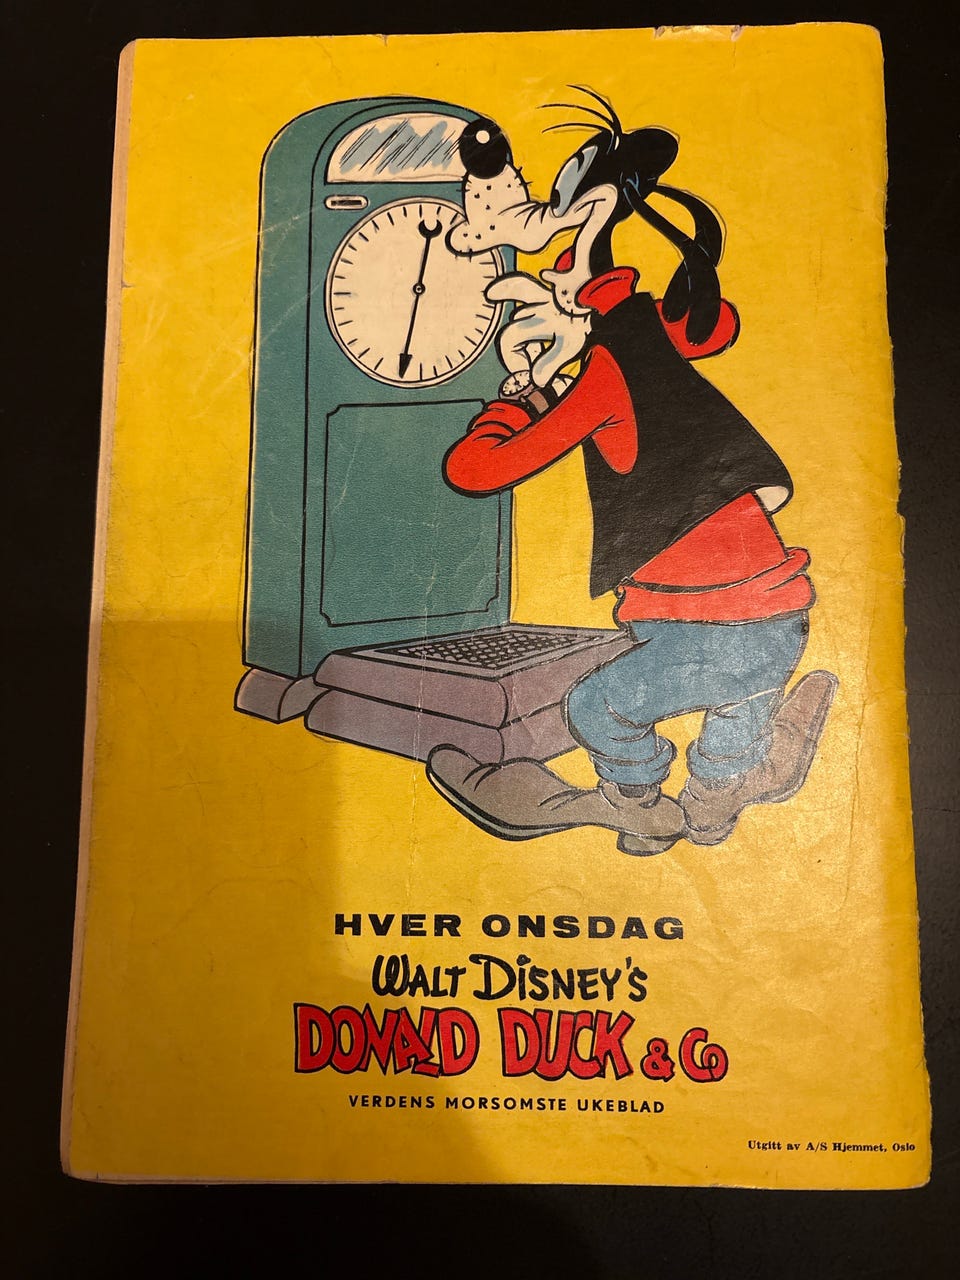 HVER ONSDAG
WALT DISNEY'S
DONALD DUCK & CO
VERDENS MORSOMSTE UKEBLAD
Utgitt av A/S Hjemmet, Oslo